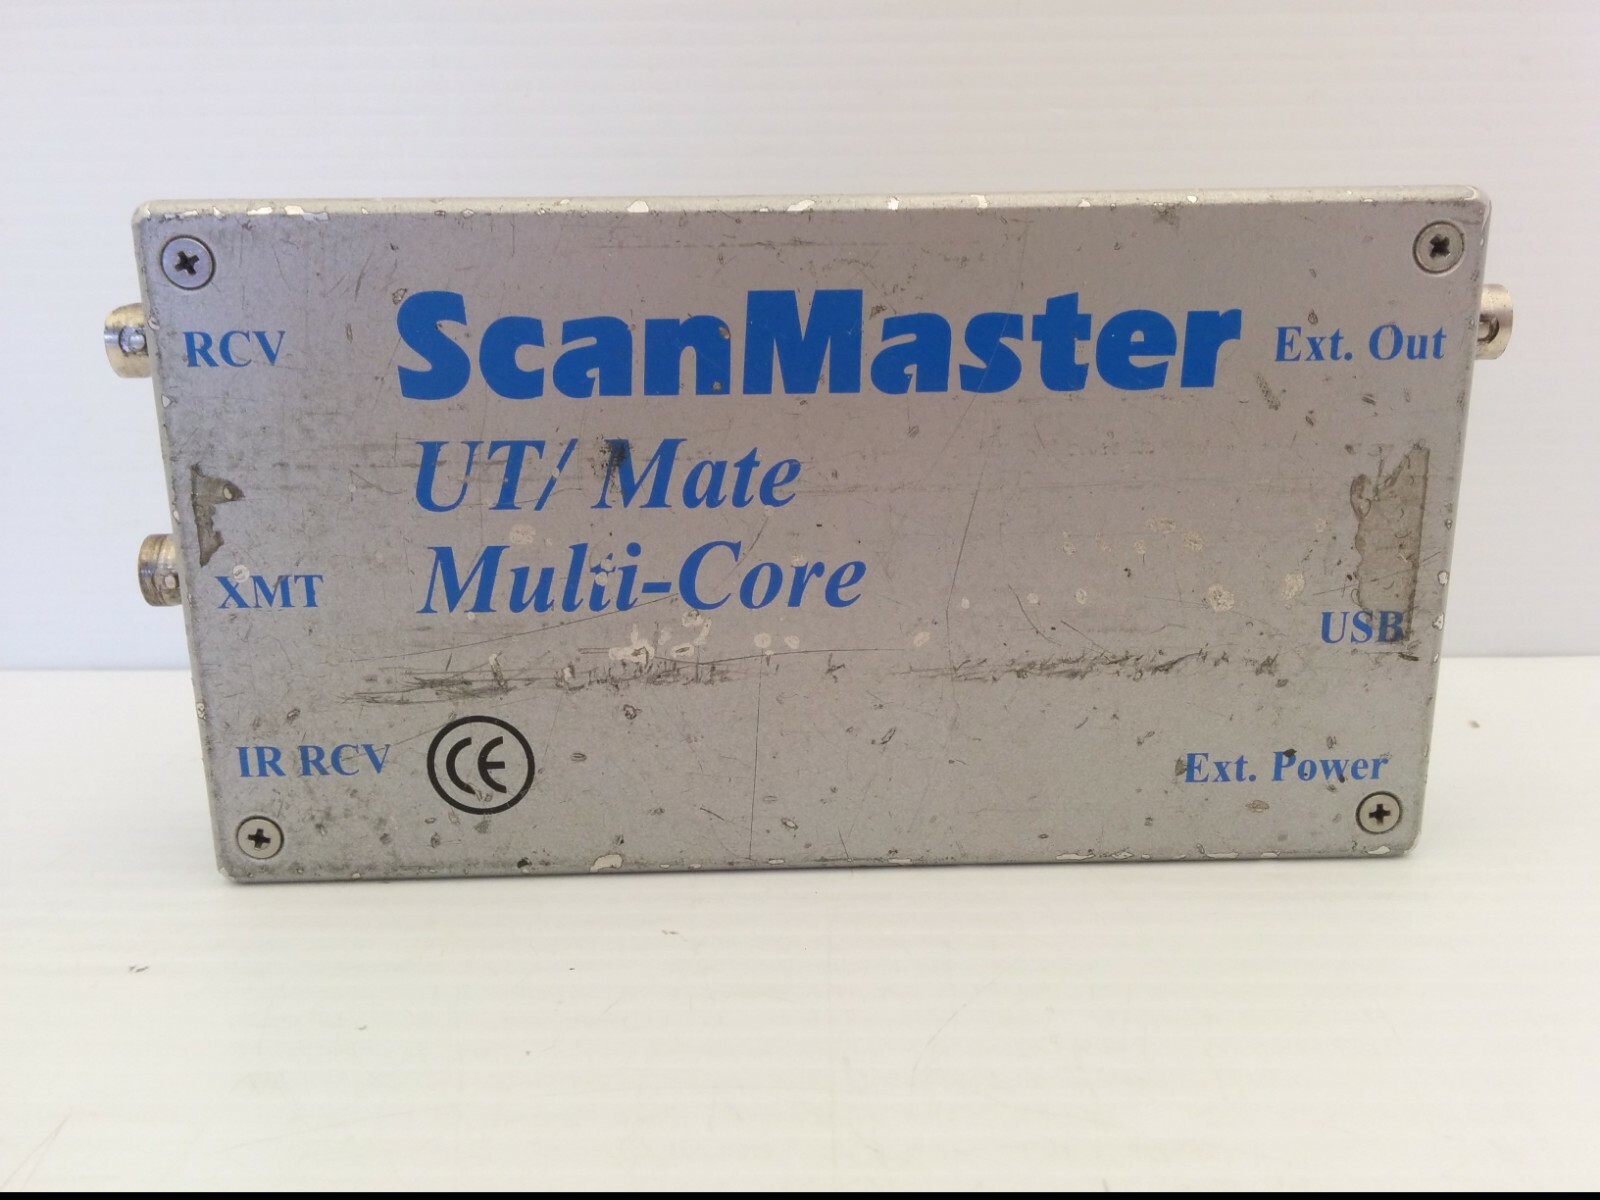 RCV
ScanMaster
Ext. Out
UT/ Mate
XMT
Multi-Core
USB
IR RCV
CE
Ext. Power